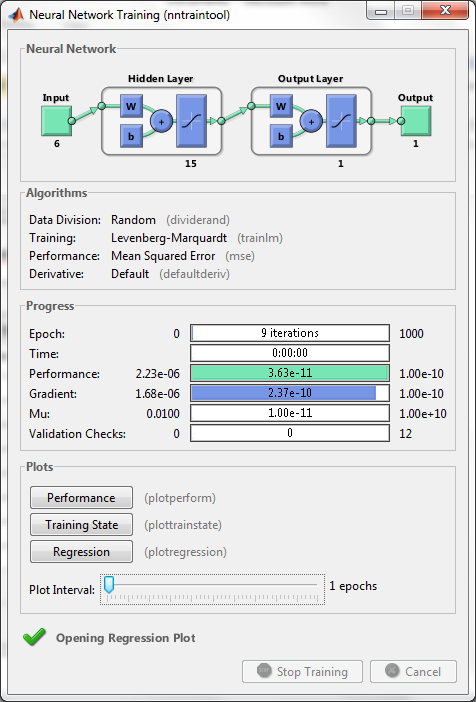 Neural Network Training (nntraintool)
Neural Network
Hidden Layer
Output Layer
Input
Output
W
W
b
+
b
+
6
15
1
1
Algorithms
Data Division: Random (dividerand)
Training: Levenberg-Marquardt (trainlm)
Performance: Mean Squared Error (mse)
Derivative: Default (defaultderiv)
Progress
Epoch: 0 9 iterations 1000
Time: 0:00:00
Performance: 2.23e-06 3.63e-11 1.00e-10
Gradient: 1.68e-06 2.37e-10 1.00e-10
Mu: 0.0100 1.00e-11 1.00e+10
Validation Checks: 0 0 12
Plots
Performance (plotperform)
Training State (plottrainstate)
Regression (plotregression)
Plot Interval: 1 epochs
Opening Regression Plot
Stop Training Cancel